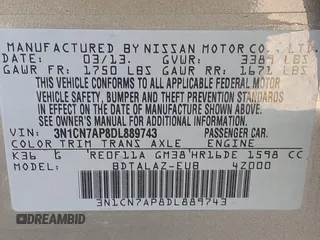 MANUFACTURED BY NISSAN MOTOR CO., LTD.
DATE: 03/13. GVWR: 3389 LBS
GAWR FR: 1750 LBS GAWR RR: 1671 LBS
THIS VEHICLE CONFORMS TO ALL APPLICABLE FEDERAL MOTOR
VEHICLE SAFETY, BUMPER AND THEFT PREVENTION STANDARDS
IN EFFECT ON THE DATE OF MANUFACTURE SHOWN ABOVE.
SEE OWNER'S MANUAL FOR ADDITIONAL INFORMATION.
VIN: 3N1CN7AP8DL889743 PASSENGER CAR.
COLOR TRIM TRANS AXLE ENGINE
K36 G RE0F11A GM38 HR16DE 1598 CC
BDTALAZ-EUB 4Z000
3N1CN7AP8DL889743
DREAMBID